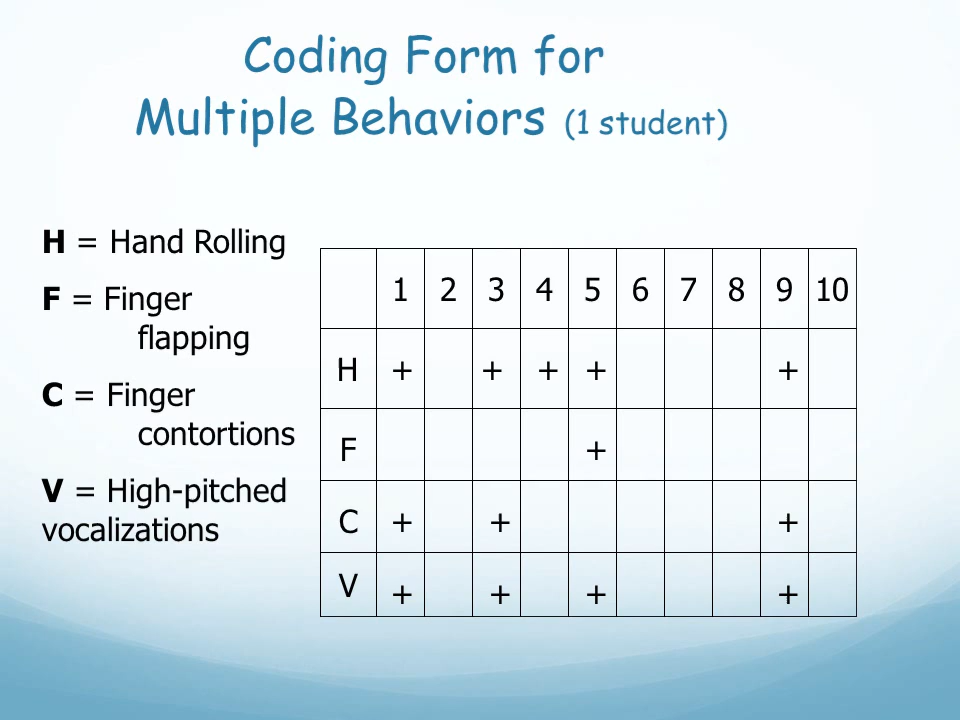 Coding Form for
Multiple Behaviors (1 student)
H = Hand Rolling
F = Finger
flapping
C = Finger
contortions
V = High-pitched
vocalizations
1 2 3 4 5 6 7 8 9 10
H + + + + +
F +
C + + +
V + + + +